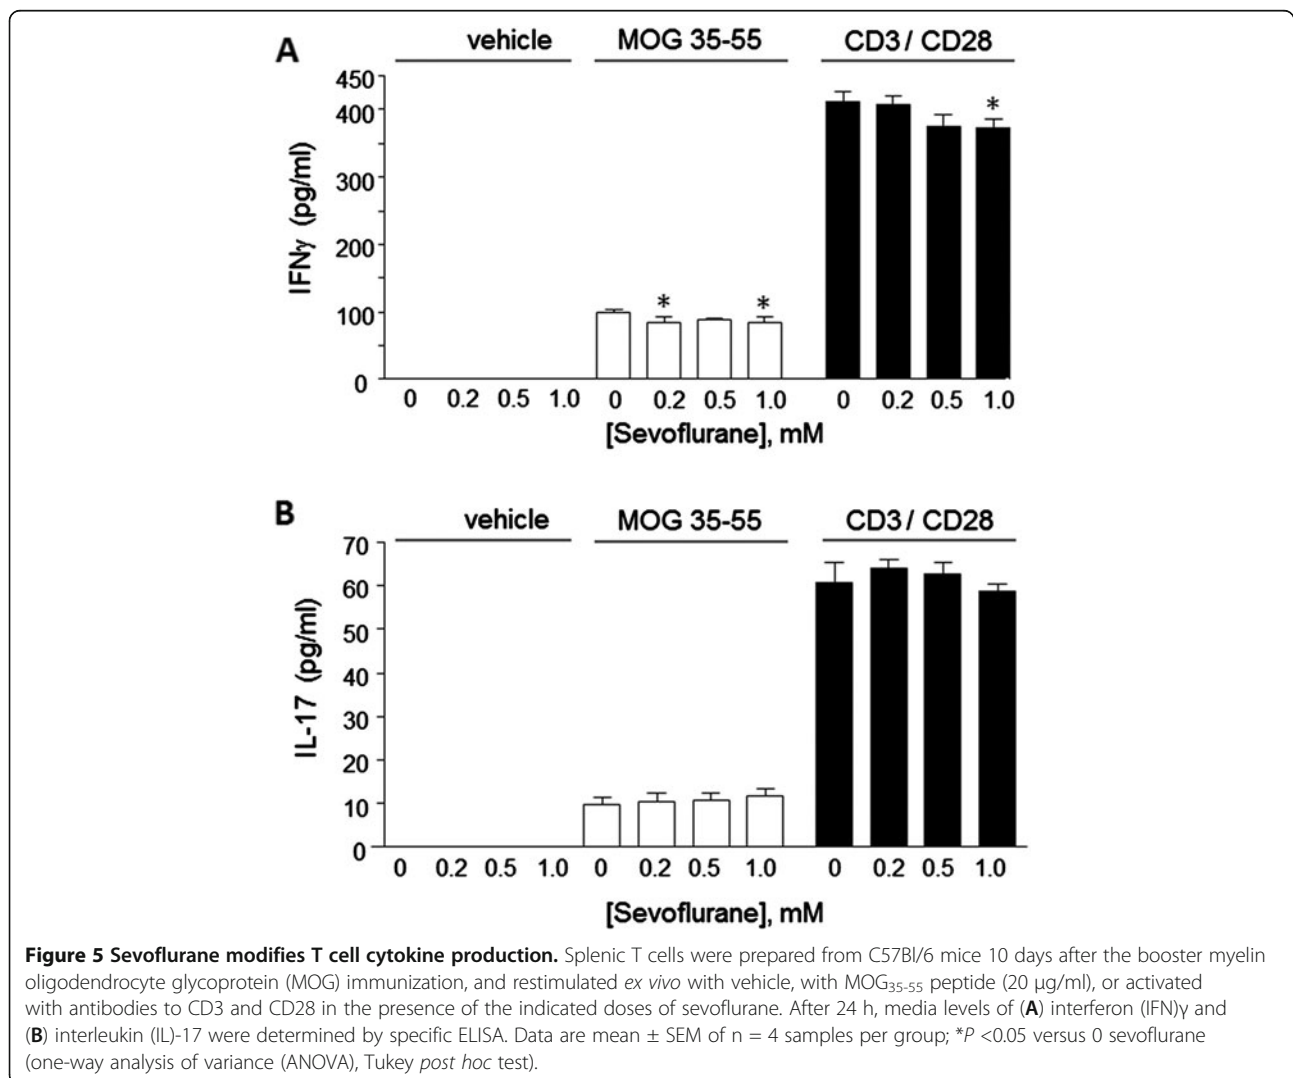 A
vehicle MOG 35-55 CD3 / CD28
450
400
300
200
100
0
IFNγ (pg/ml)
* * *
0 0.2 0.5 1.0 0 0.2 0.5 1.0 0 0.2 0.5 1.0
[Sevoflurane], mM
B
vehicle MOG 35-55 CD3 / CD28
70
60
50
40
30
20
10
0
IL-17 (pg/ml)
0 0.2 0.5 1.0 0 0.2 0.5 1.0 0 0.2 0.5 1.0
[Sevoflurane], mM
Figure 5 Sevoflurane modifies T cell cytokine production. Splenic T cells were prepared from C57Bl/6 mice 10 days after the booster myelin
oligodendrocyte glycoprotein (MOG) immunization, and restimulated ex vivo with vehicle, with MOG35-55 peptide (20 μg/ml), or activated
with antibodies to CD3 and CD28 in the presence of the indicated doses of sevoflurane. After 24 h, media levels of (A) interferon (IFN)γ and
(B) interleukin (IL)-17 were determined by specific ELISA. Data are mean ± SEM of n = 4 samples per group; *P <0.05 versus 0 sevoflurane
(one-way analysis of variance (ANOVA), Tukey post hoc test).